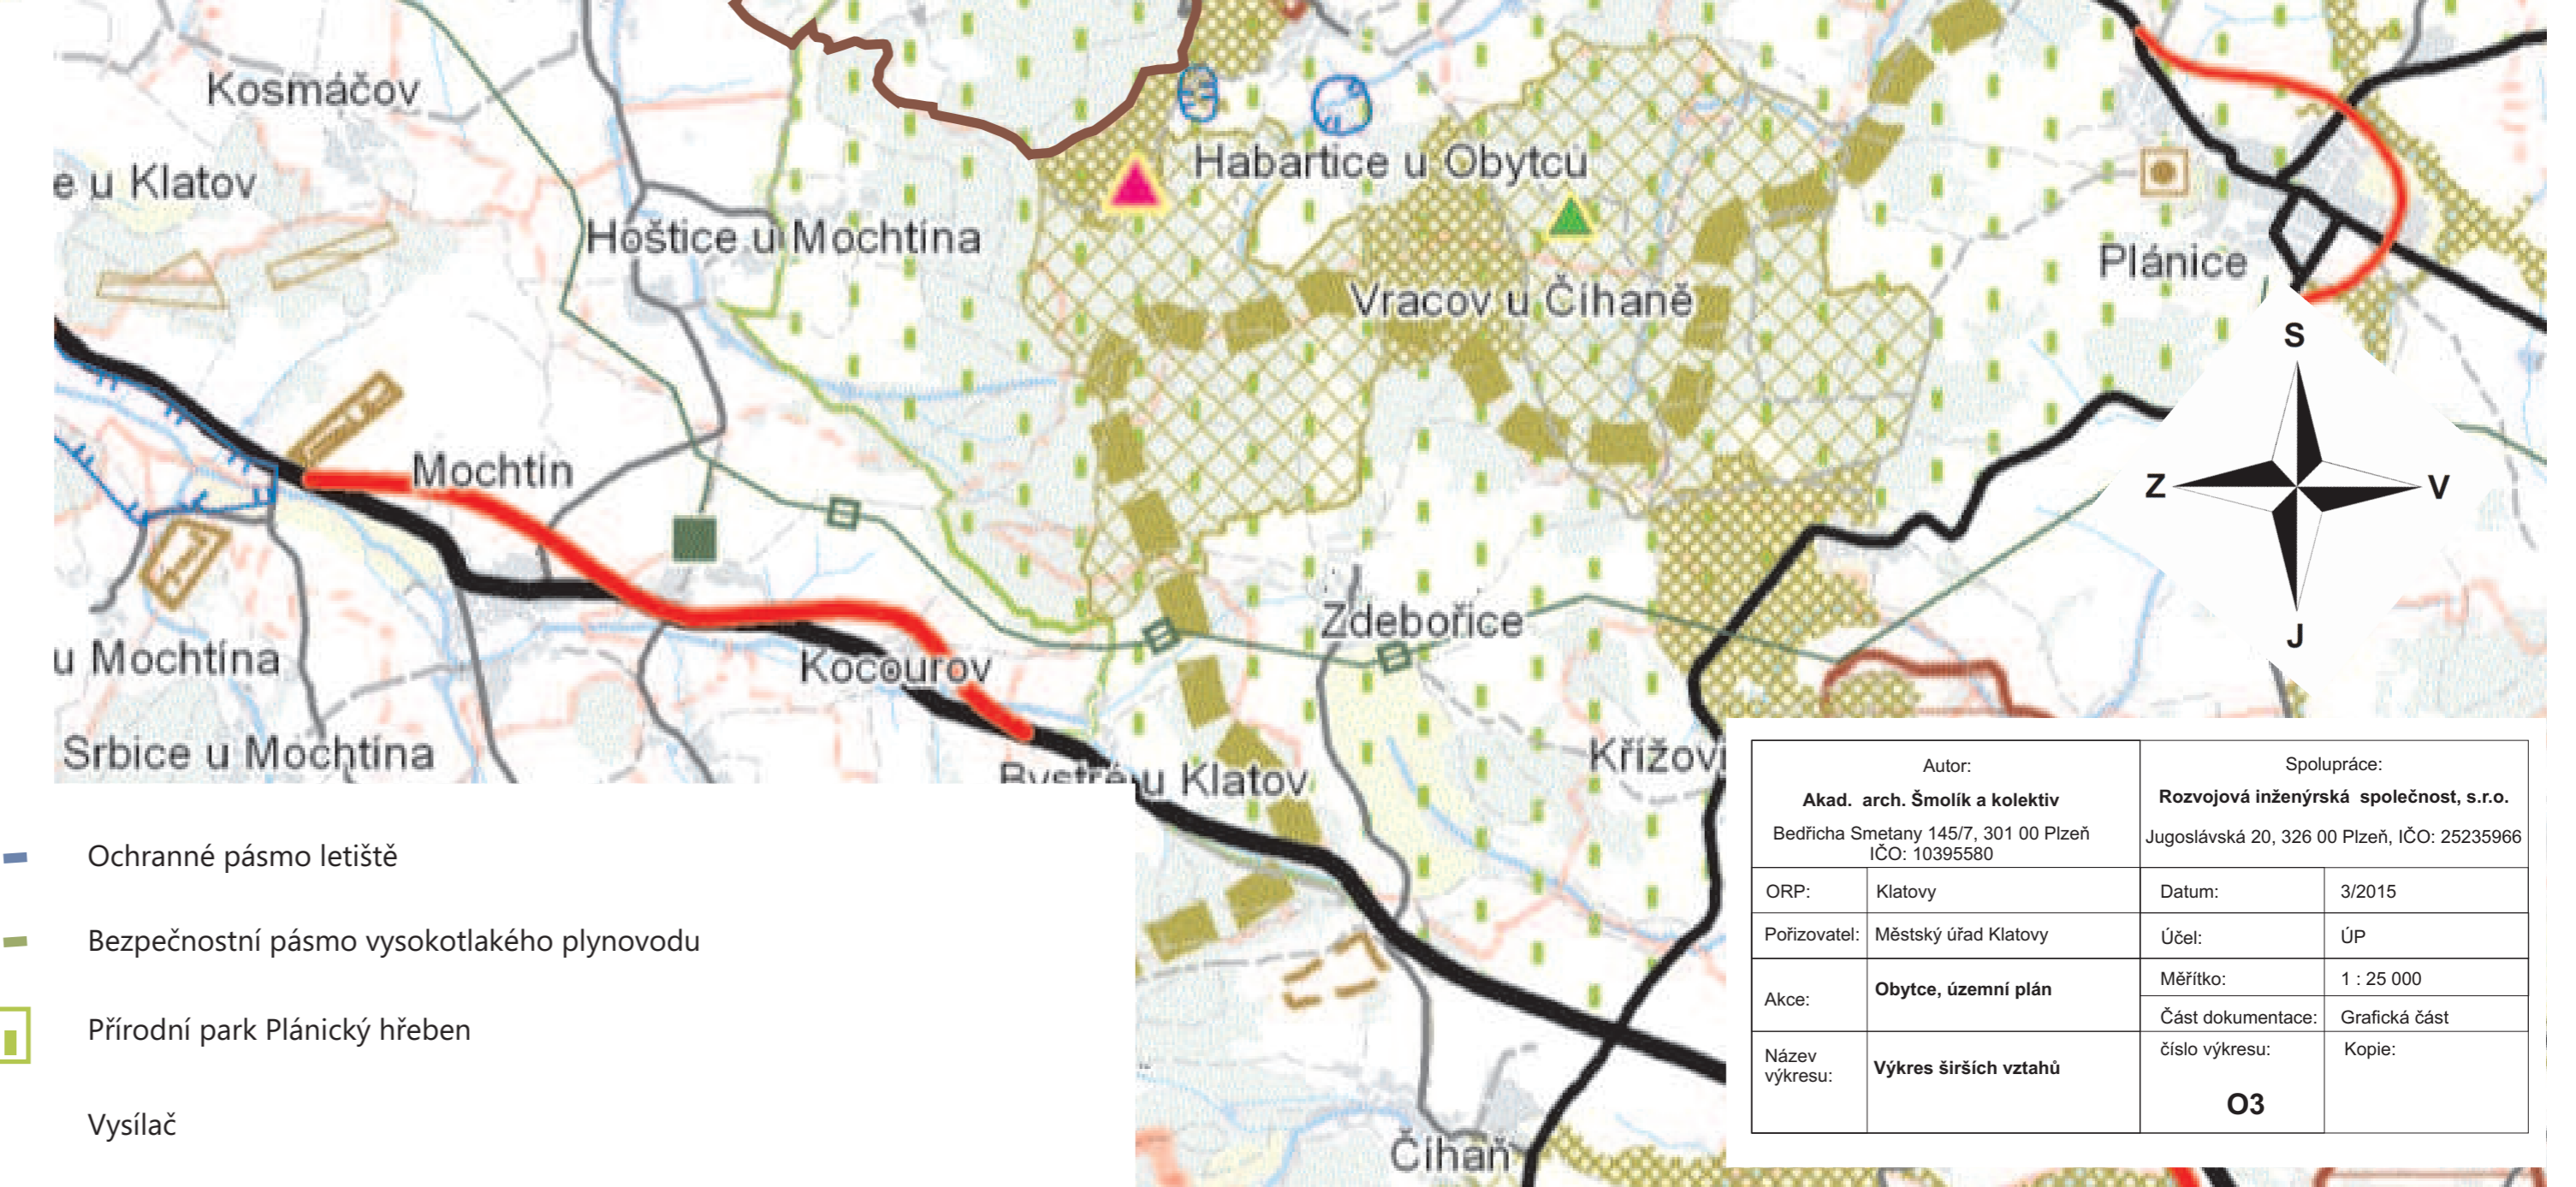 Kosmáčov
e u Klatov
Habartice u Obytců
Hoštice u Mochtína
Plánice
Vracov u Číhaně
S
Z
V
J
Mochtín
Zdebořice
u Mochtína
Kocourov
Srbice u Mochtína
Bystré u Klatov
Křížovi
Číhaň
Ochranné pásmo letiště
Bezpečnostní pásmo vysokotlakého plynovodu
Přírodní park Plánický hřeben
Vysílač
Autor:
Akad. arch. Šmolík a kolektiv
Bedřicha Smetany 145/7, 301 00 Plzeň
IČO: 10395580
Spolupráce:
Rozvojová inženýrská společnost, s.r.o.
Jugoslávská 20, 326 00 Plzeň, IČO: 25235966
ORP: Klatovy
Datum: 3/2015
Pořizovatel: Městský úřad Klatovy
Účel: ÚP
Akce: Obytce, územní plán
Měřítko: 1 : 25 000
Část dokumentace: Grafická část
Název
výkresu: Výkres širších vztahů
číslo výkresu: Kopie:
O3